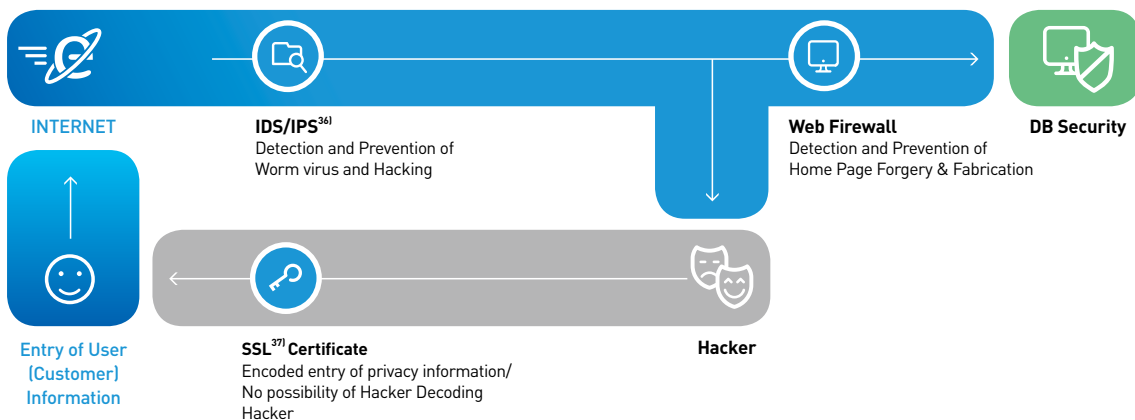 INTERNET
IDS/IPS36)
Detection and Prevention of
Worm virus and Hacking
Web Firewall
Detection and Prevention of
Home Page Forgery & Fabrication
DB Security
Entry of User
(Customer)
Information
SSL37) Certificate
Encoded entry of privacy information/
No possibility of Hacker Decoding
Hacker
Hacker